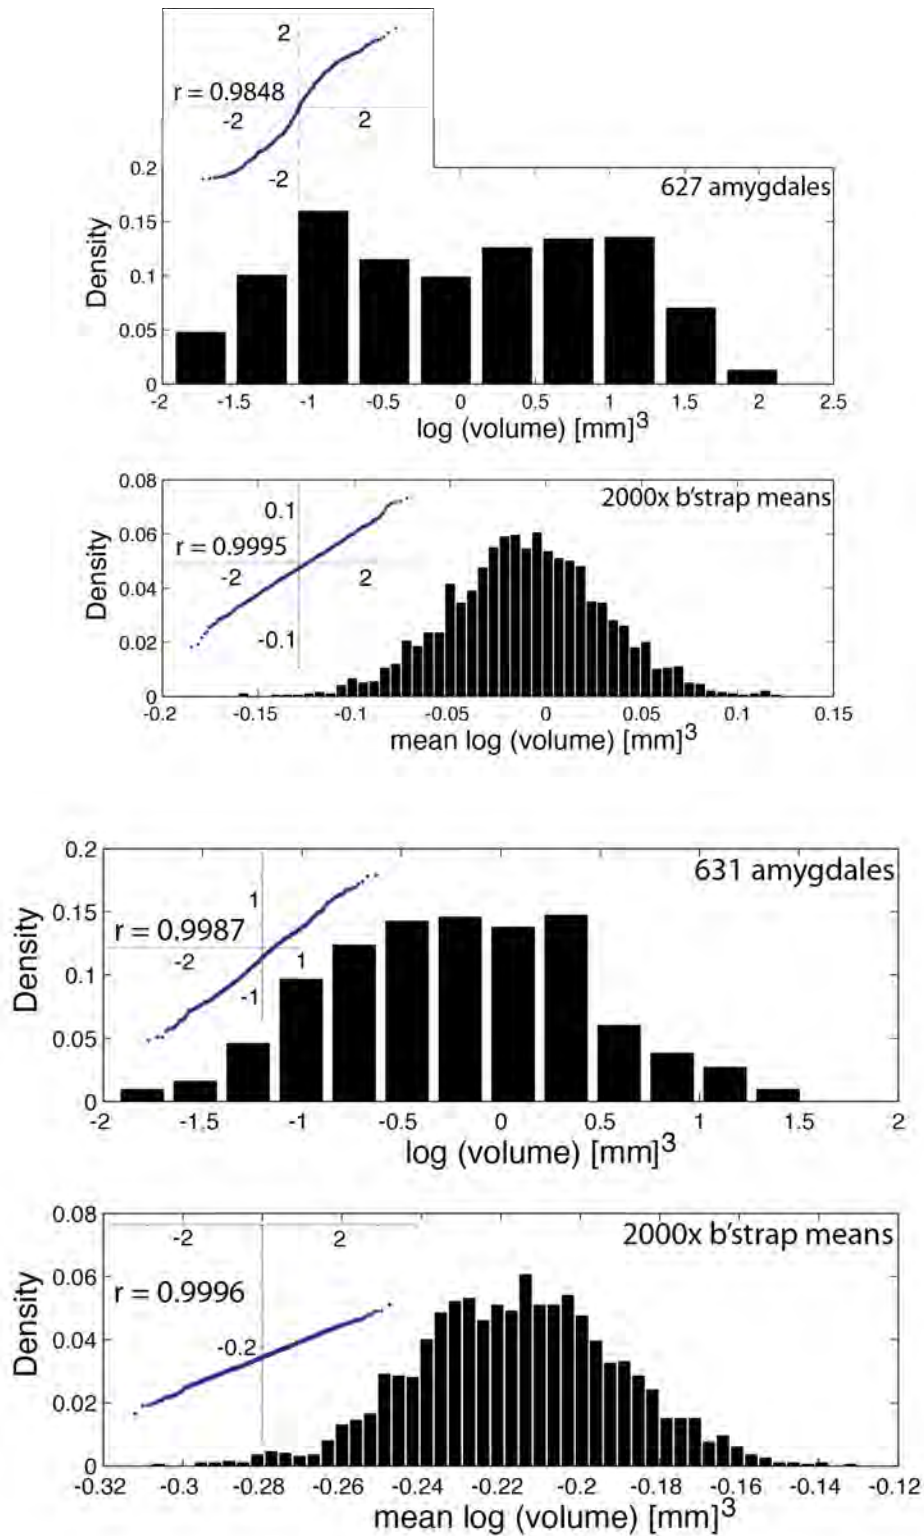 2
r = 0.9848
-2 2
-2
0.2
627 amygdales
0.15
Density
0.1
0.05
0
-2 -1.5 -1 -0.5 0 0.5 1 1.5 2 2.5
log (volume) [mm]3
0.08
2000x b'strap means
0.1
0.06
r = 0.9995
Density
-2 2
0.04
-0.1
0.02
0
-0.2 -0.15 -0.1 -0.05 0 0.05 0.1 0.15
mean log (volume) [mm]3
0.2
631 amygdales
1
0.15
r = 0.9987
Density
-2 1
0.1
-1
0.05
0
-2 -1.5 -1 -0.5 0 0.5 1 1.5 2
log (volume) [mm]3
0.08
-2 2
2000x b'strap means
0.06
r = 0.9996
Density
0.04
-0.2
0.02
0
-0.32 -0.3 -0.28 -0.26 -0.24 -0.22 -0.2 -0.18 -0.16 -0.14 -0.12
mean log (volume) [mm]3